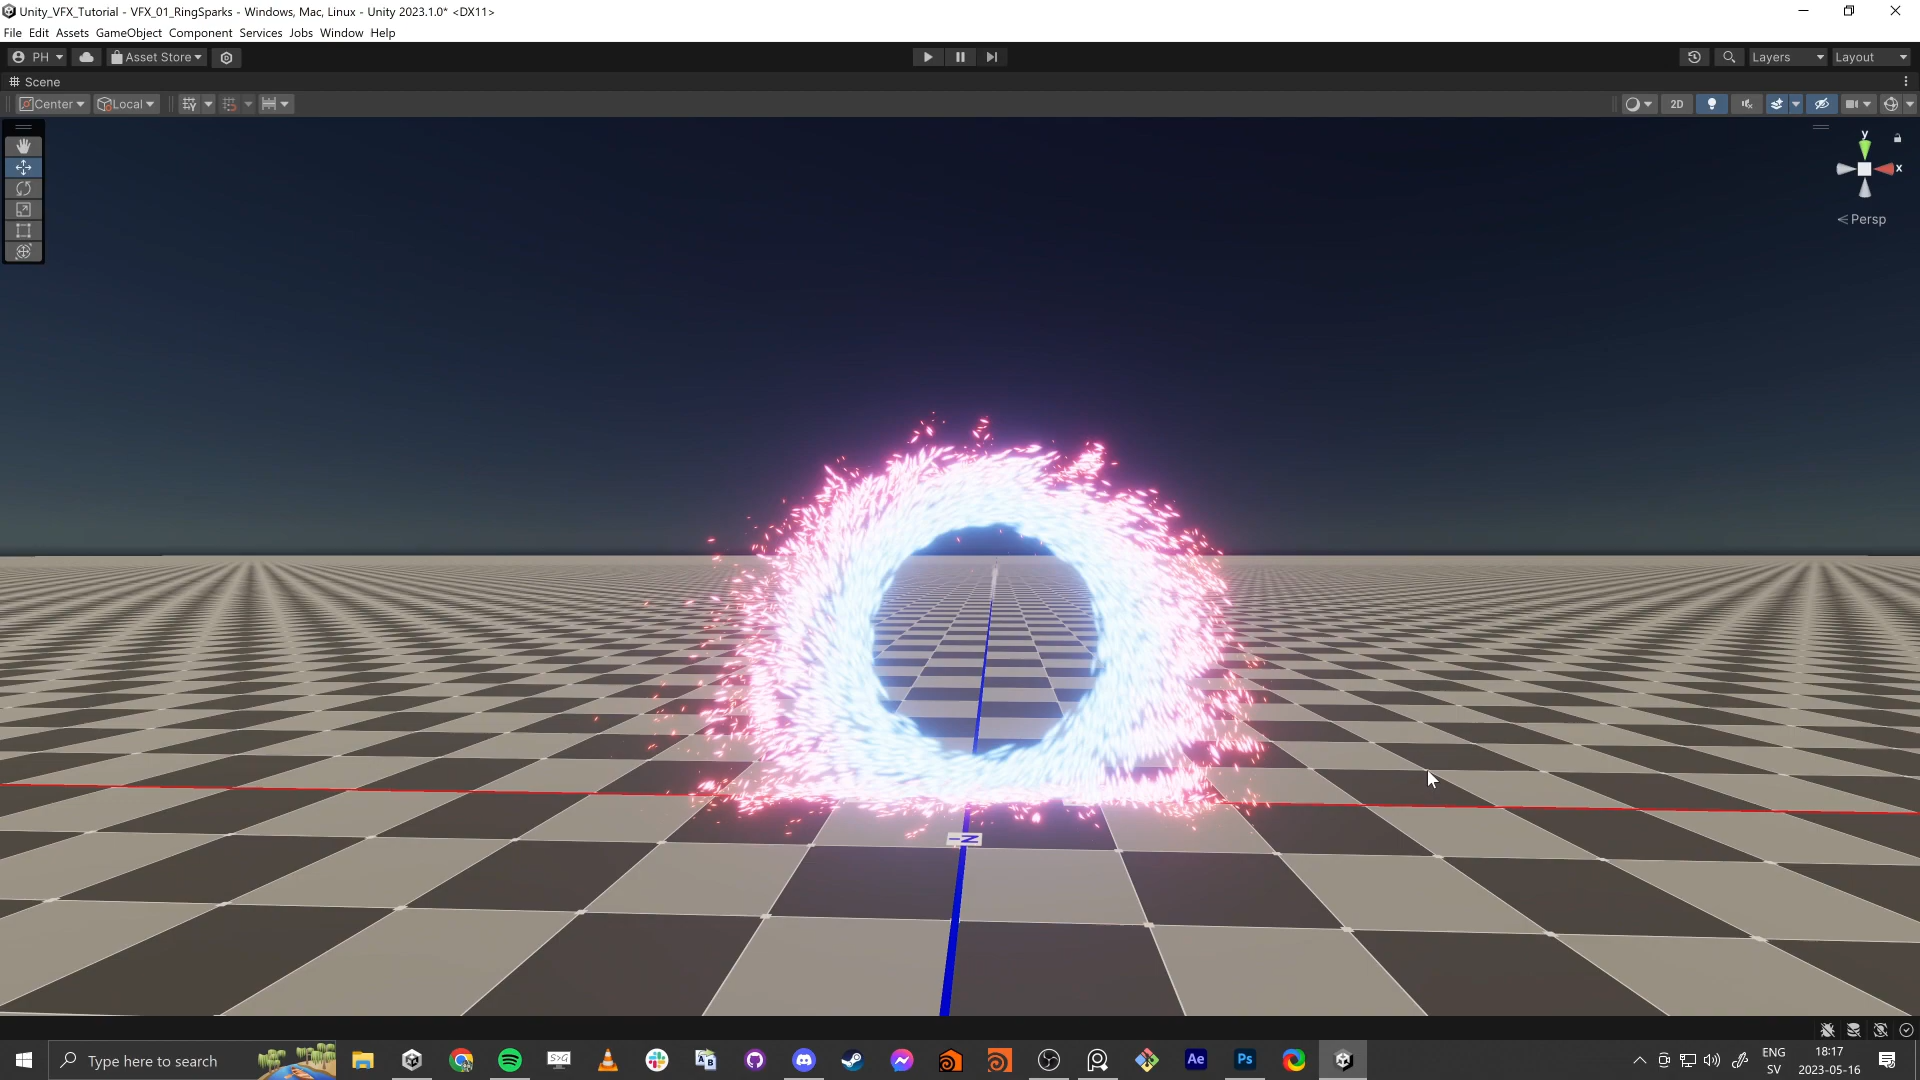 Unity_VFX_Tutorial - VFX_01_RingSparks - Windows, Mac, Linux - Unity 2023.1.0* <DX11>
File Edit Assets GameObject Component Services Jobs Window Help
PH Asset Store Layers Layout
Scene
Center Local 2D
y
x
Persp
-Z
Type here to search
S>G
A B
Ae
Ps
ENG
SV
18:17
2023-05-16